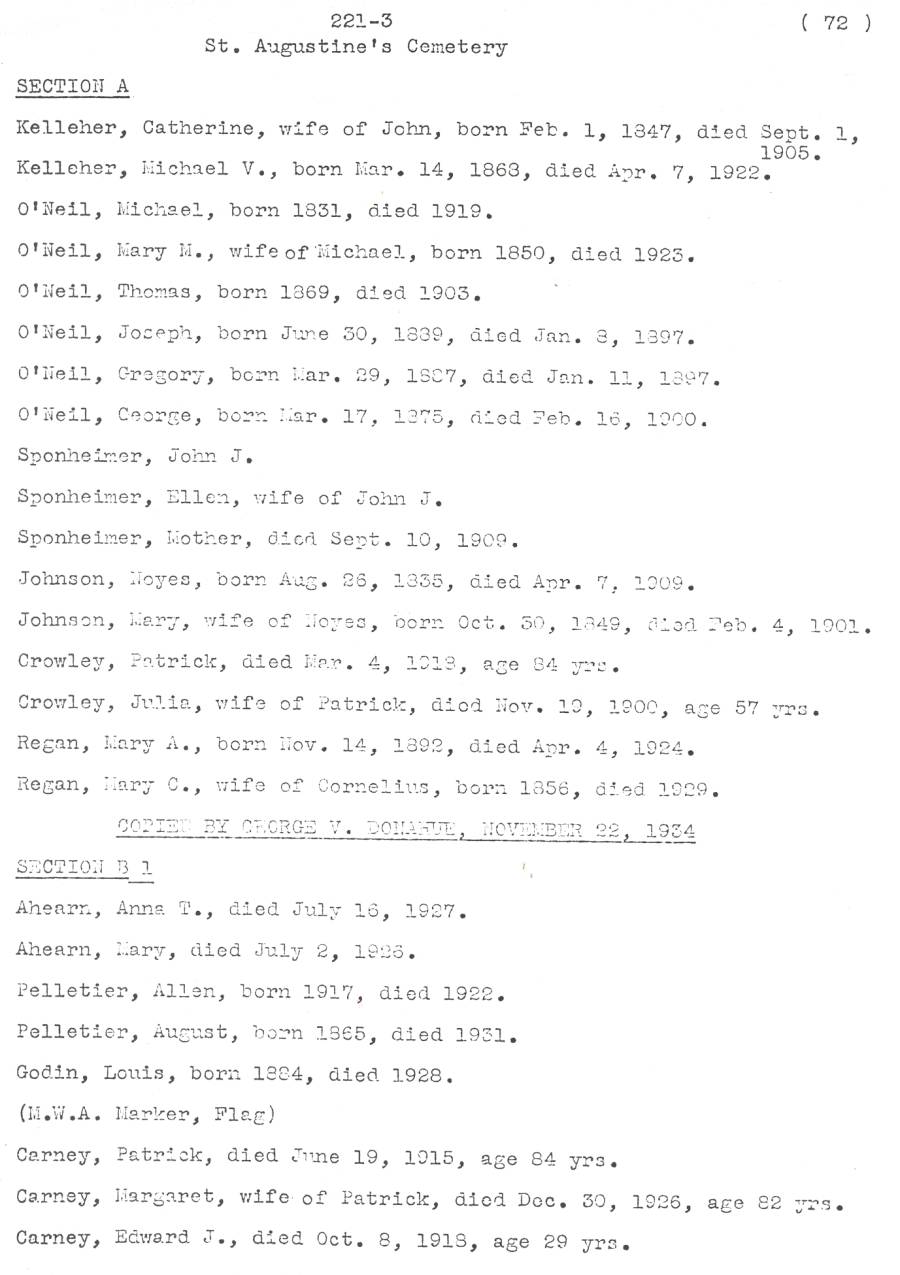 221-3
( 72 )
St. Augustine's Cemetery
SECTION A
Kelleher, Catherine, wife of John, born Feb. 1, 1847, died Sept. 1,
1905.
Kelleher, Michael V., born Mar. 14, 1868, died Apr. 7, 1922.
O'Neil, Michael, born 1831, died 1919.
O'Neil, Mary M., wife of Michael, born 1850, died 1923.
O'Neil, Thomas, born 1869, died 1903.
O'Neil, Joseph, born June 30, 1889, died Jan. 8, 1897.
O'Neil, Gregory, born Mar. 29, 1887, died Jan. 11, 1897.
O'Neil, George, born Mar. 17, 1875, died Feb. 16, 1900.
Sponheimer, John J.
Sponheimer, Ellen, wife of John J.
Sponheimer, Mother, died Sept. 10, 1909.
Johnson, Noyes, born Aug. 26, 1835, died Apr. 7, 1909.
Johnson, Mary, wife of Noyes, born Oct. 30, 1849, died Feb. 4, 1901.
Crowley, Patrick, died Mar. 4, 1918, age 84 yrs.
Crowley, Julia, wife of Patrick, died Nov. 19, 1900, age 57 yrs.
Regan, Mary A., born Nov. 14, 1892, died Apr. 4, 1924.
Regan, Mary C., wife of Cornelius, born 1856, died 1929.
COPIED BY GEORGE V. DONAHUE, NOVEMBER 22, 1934
SECTION B 1
Ahearn, Anna T., died July 16, 1927.
Ahearn, Mary, died July 2, 1926.
Pelletier, Allen, born 1917, died 1922.
Pelletier, August, born 1865, died 1931.
Godin, Louis, born 1884, died 1928.
(M.W.A. Marker, Flag)
Carney, Patrick, died June 19, 1915, age 84 yrs.
Carney, Margaret, wife of Patrick, died Dec. 30, 1926, age 82 yrs.
Carney, Edward J., died Oct. 8, 1918, age 29 yrs.